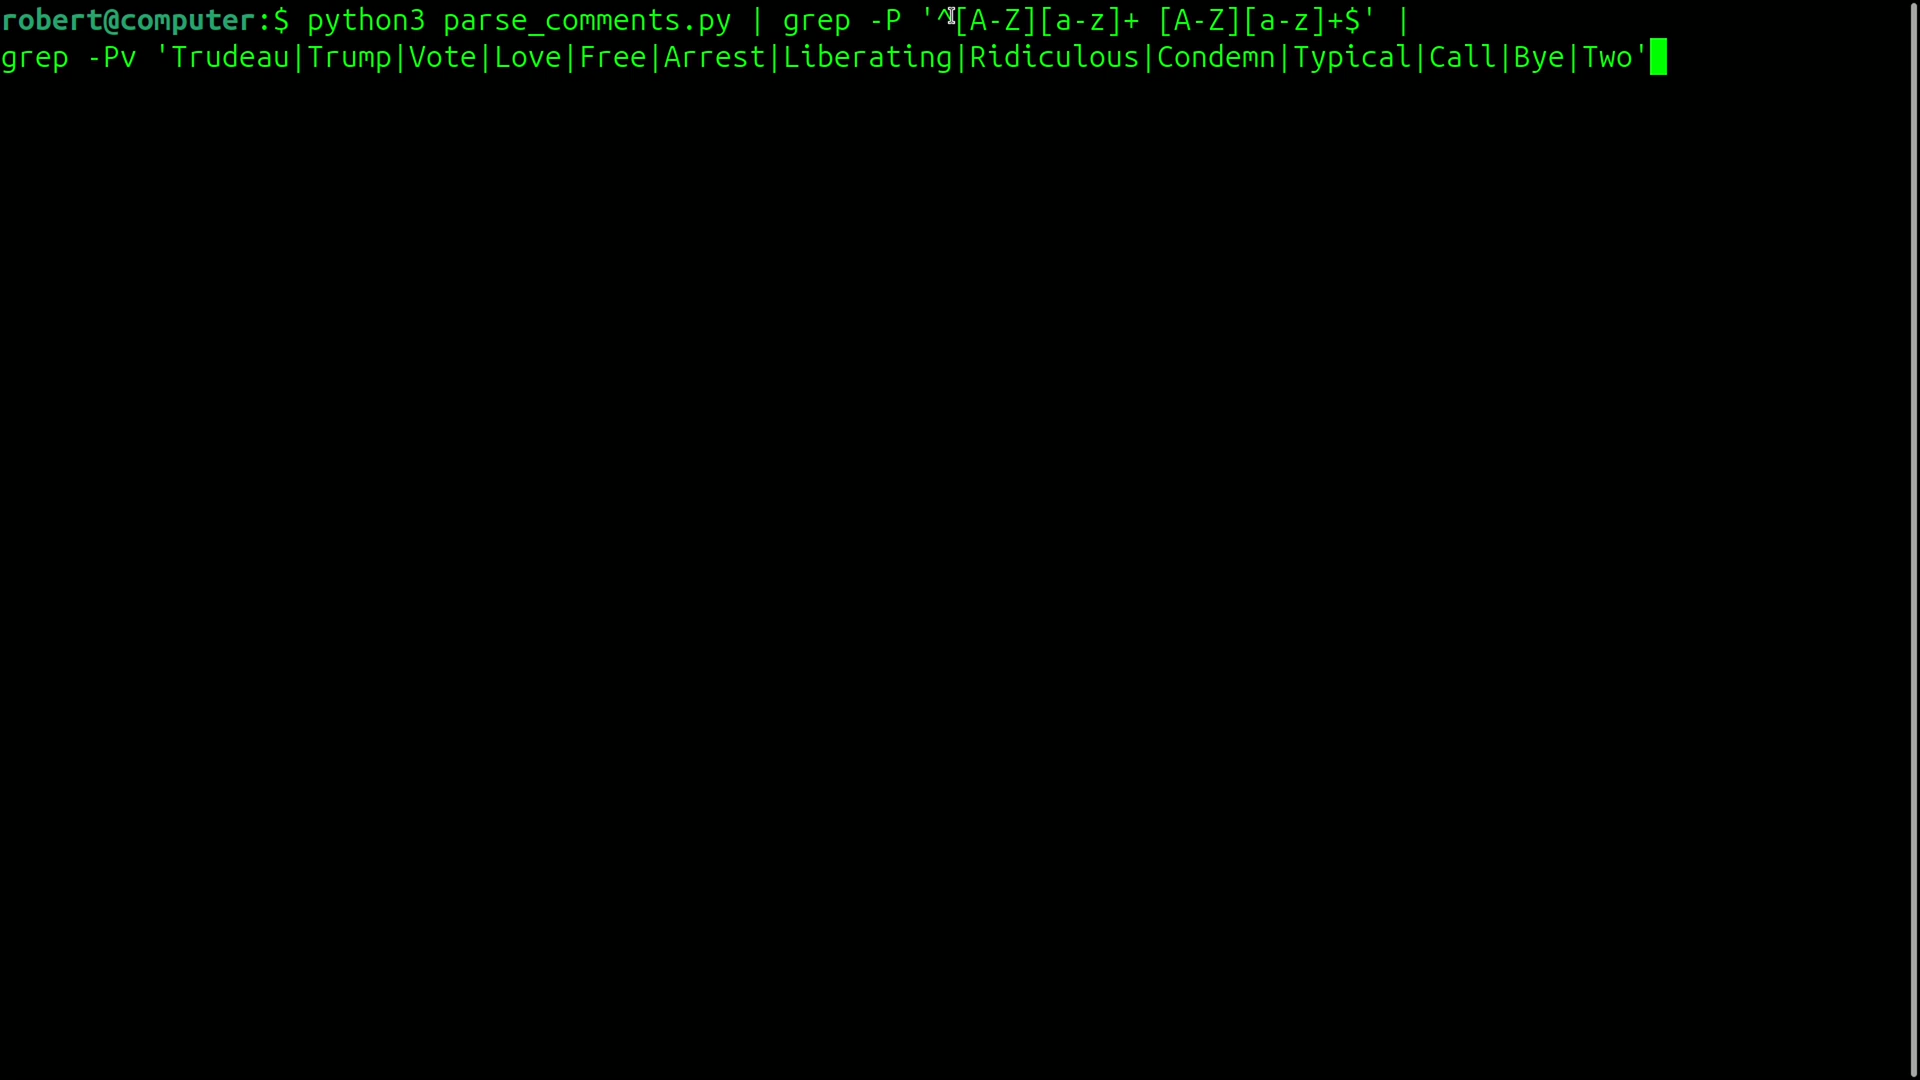 robert@computer:$ python3 parse_comments.py | grep -P '^[A-Z][a-z]+ [A-Z][a-z]+$' |
grep -Pv 'Trudeau|Trump|Vote|Love|Free|Arrest|Liberating|Ridiculous|Condemn|Typical|Call|Bye|Two'